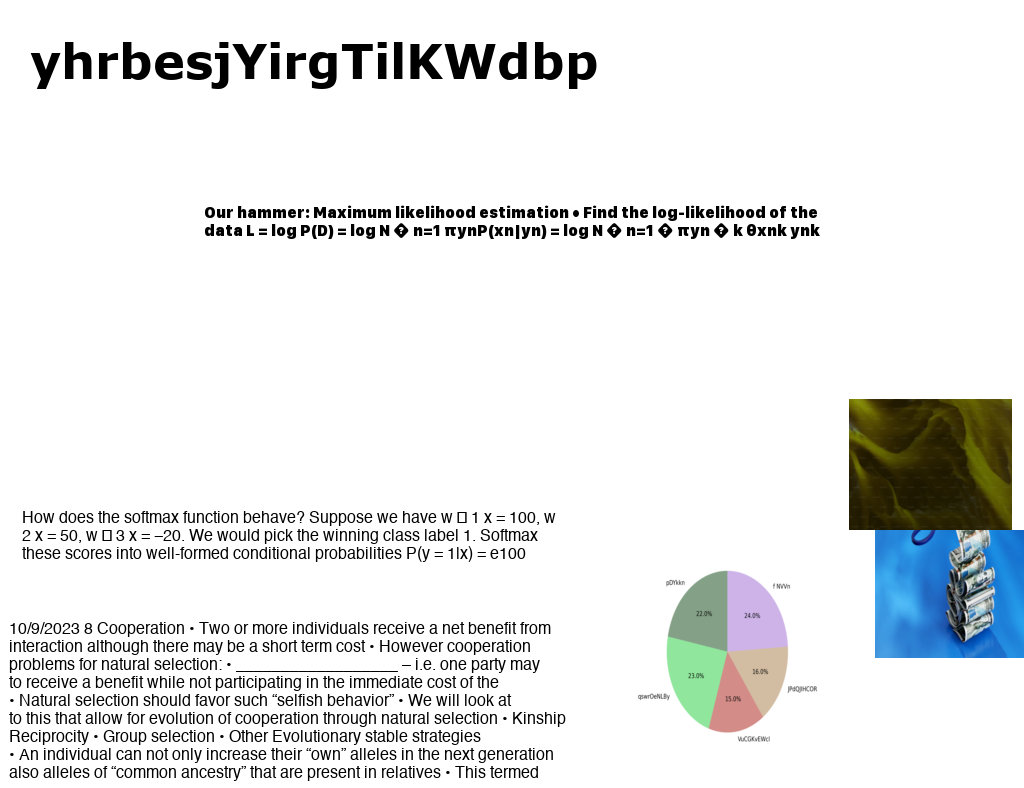 yhrbesjYirgTilKWdbp
Our hammer: Maximum likelihood estimation • Find the log-likelihood of the
data L = log P(D) = log N � n=1 πynP(xn|yn) = log N � n=1 � πyn � k θxnk ynk
How does the softmax function behave? Suppose we have w □ 1 x = 100, w
2 x = 50, w □ 3 x = –20. We would pick the winning class label 1. Softmax
these scores into well-formed conditional probabilities P(y = 1|x) = e100
10/9/2023 8 Cooperation • Two or more individuals receive a net benefit from
interaction although there may be a short term cost • However cooperation
problems for natural selection: • ___________________ – i.e. one party may
to receive a benefit while not participating in the immediate cost of the
• Natural selection should favor such “selfish behavior” • We will look at
to this that allow for evolution of cooperation through natural selection • Kinship
Reciprocity • Group selection • Other Evolutionary stable strategies
• An individual can not only increase their “own” alleles in the next generation
also alleles of “common ancestry” that are present in relatives • This termed
pDYkkn
f NVVn
22.0%
24.0%
23.0%
16.0%
15.0%
qswrOeNLBy
JPdQJIHCOR
VuCGKvEWcl